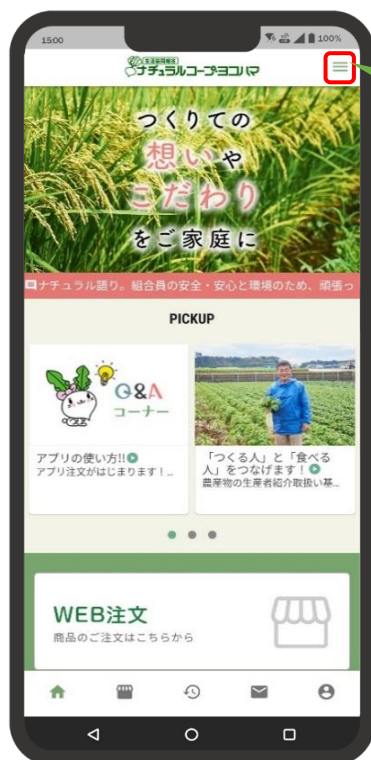 15:00
100%
生活協同組合
ナチュラルコープ・ヨコハマ
つくりての
想いや
こだわり
をご家庭に
ナチュラル語り。組合員の安全・安心と環境のため、頑張っ
PICKUP
Q&A
コーナー
アプリの使い方!!
アプリ注文がはじまります!…
「つくる人」と「食べる
人」をつなげます!
農産物の生産者紹介取扱い基…
WEB注文
商品のご注文はこちらから